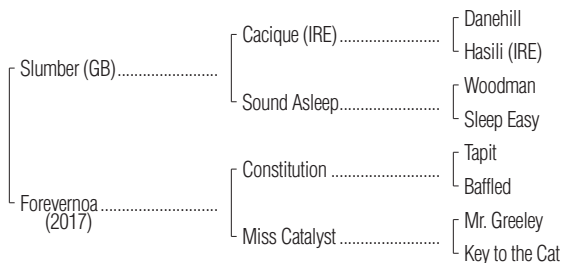 Slumber (GB)
Cacique (IRE)
Danehill
Hasili (IRE)
Sound Asleep
Woodman
Sleep Easy
Forevernoa
(2017)
Constitution
Tapit
Baffled
Miss Catalyst
Mr. Greeley
Key to the Cat